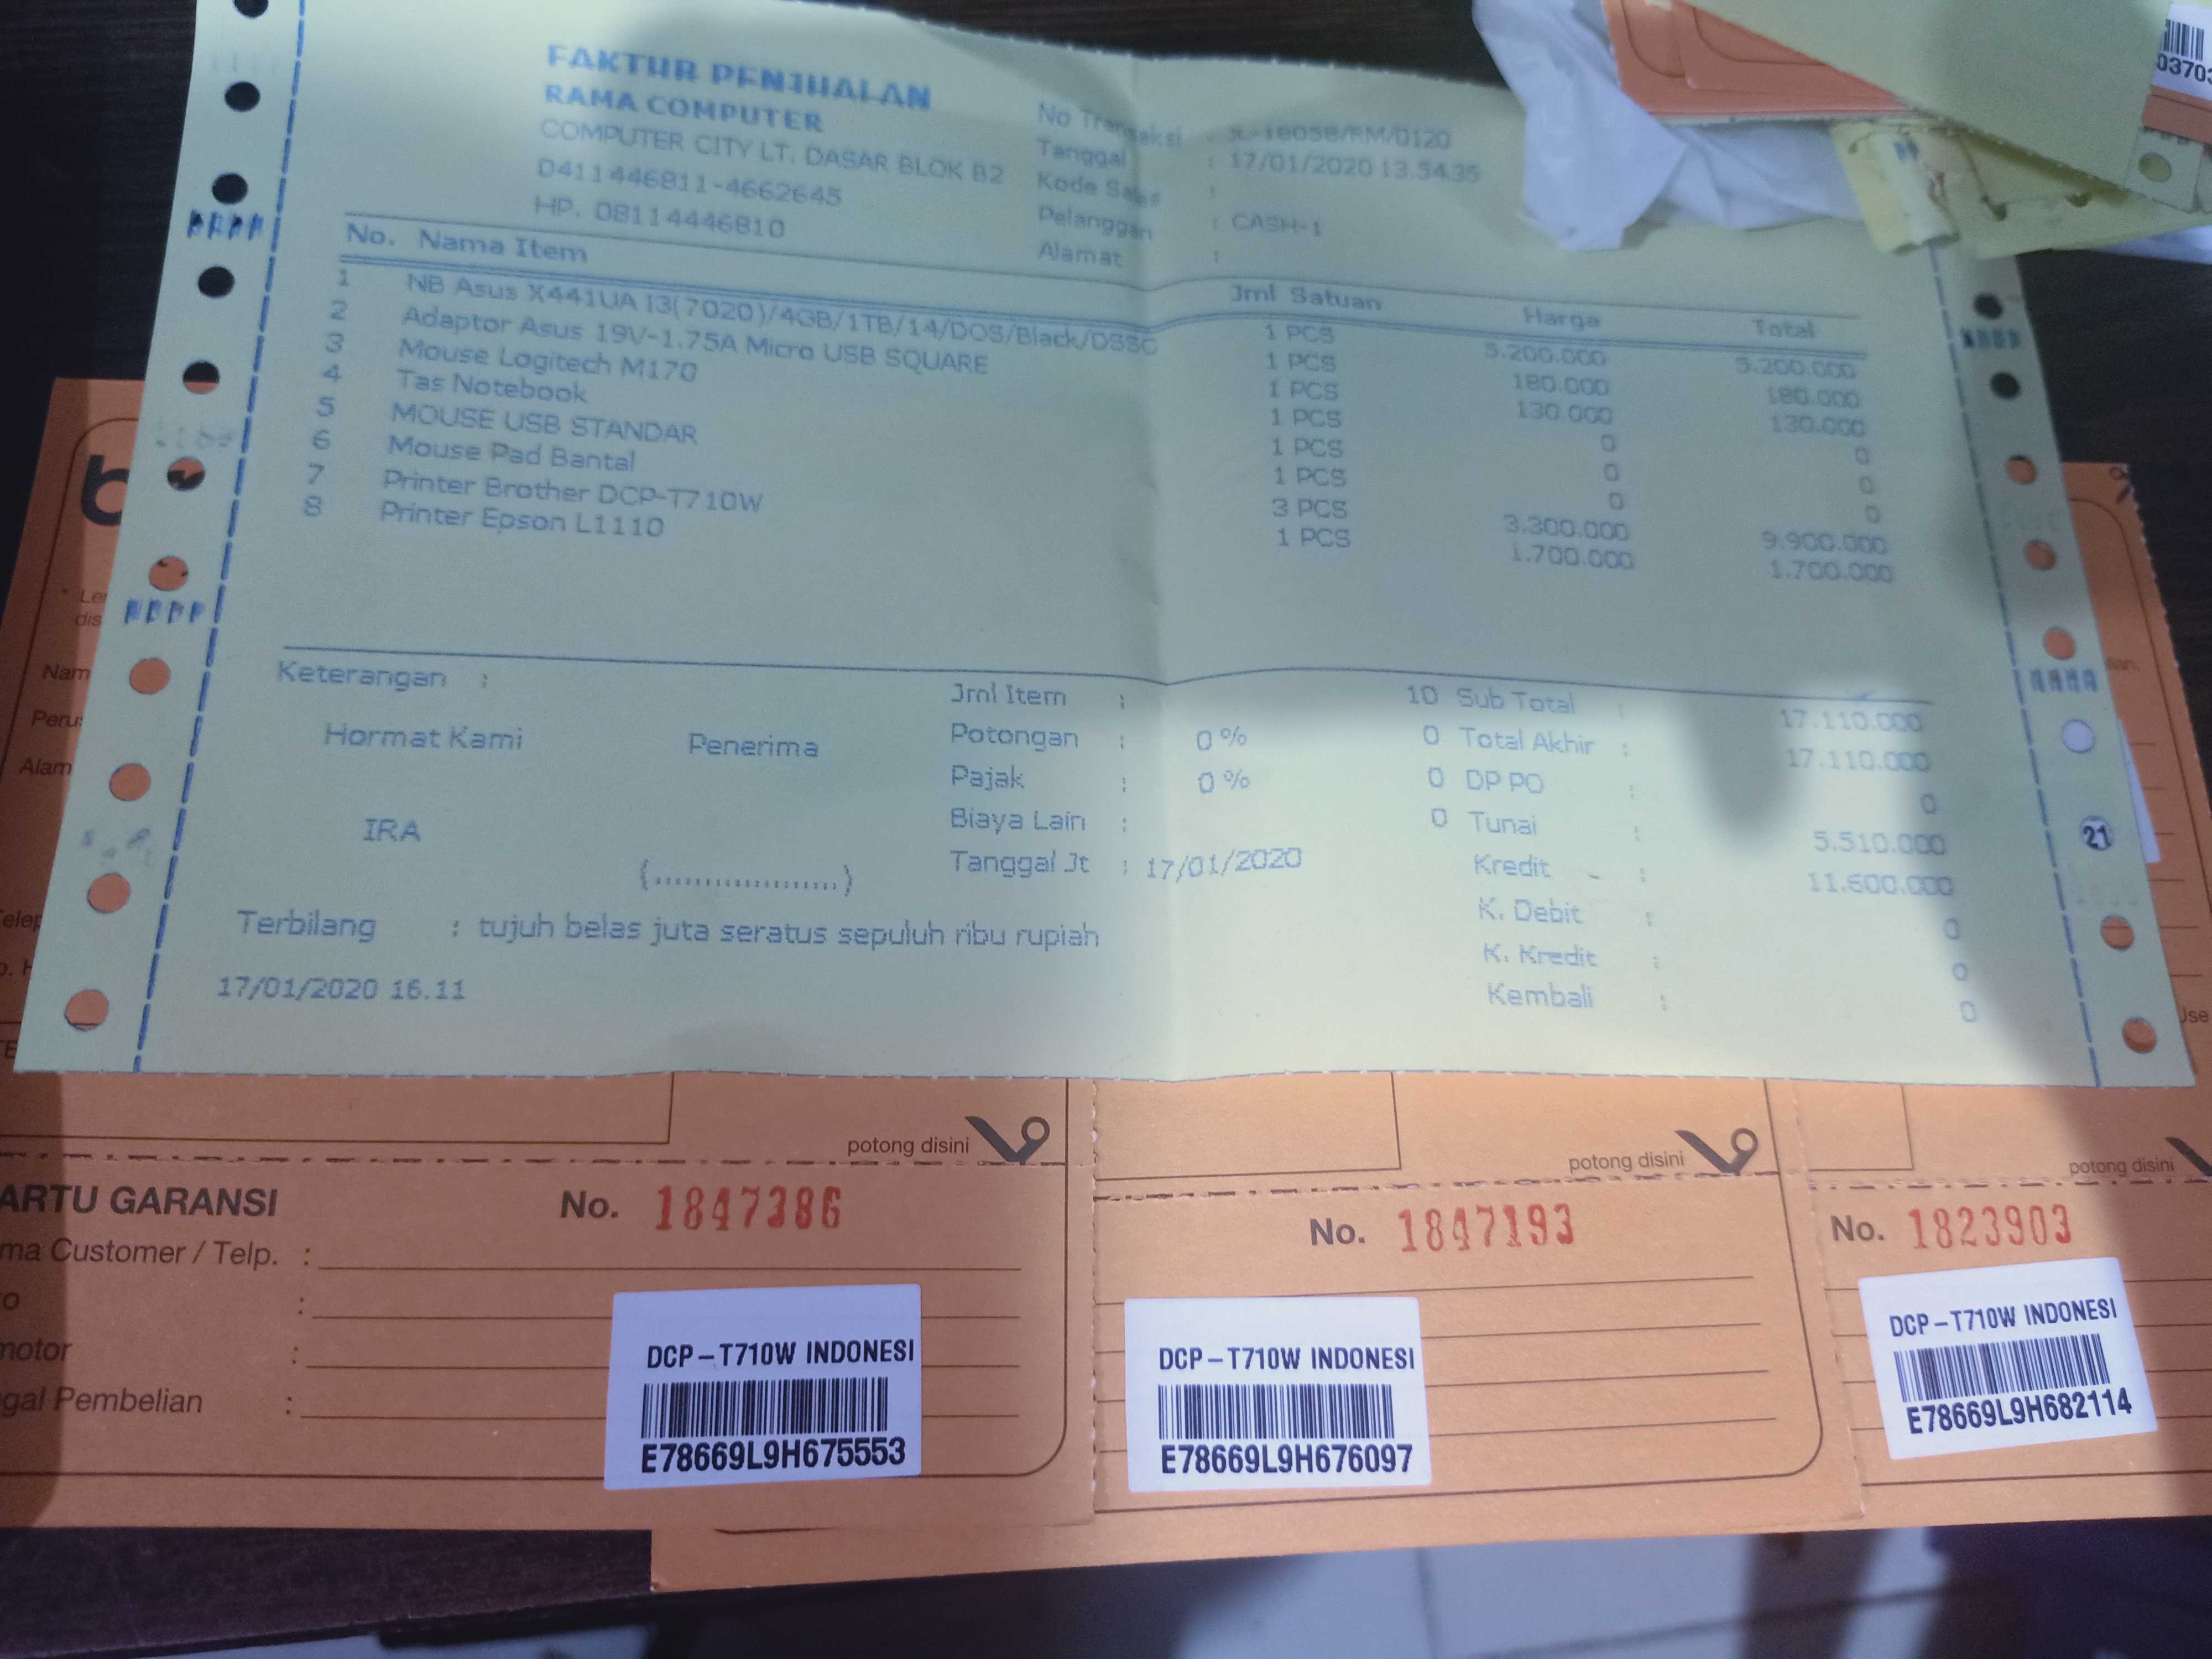 FAKTUR PENJUALAN
RAMA COMPUTER
COMPUTER CITY LT. DASAR BLOK B2
0411446811-4662645
HP. 08114446810
No Transaksi :
Tanggal : 17/01/2020 13.54.35
Kode Sales :
Pelanggan : CASH-1
Alamat :
No. Nama Item Jml Satuan Harga Total
1 NB Asus X441UA I3(7020)/4GB/1TB/14/DOS/Black/DSSC 1 PCS 5.200.000 5.200.000
2 Adaptor Asus 19V-1.75A Micro USB SQUARE 1 PCS 180.000 180.000
3 Mouse Logitech M170 1 PCS 130.000 130.000
4 Tas Notebook 1 PCS 0 0
5 MOUSE USB STANDAR 1 PCS 0 0
6 Mouse Pad Bantal 1 PCS 0 0
7 Printer Brother DCP-T710W 3 PCS 3.300.000 9.900.000
8 Printer Epson L1110 1 PCS 1.700.000 1.700.000
Keterangan : Jml Item : 10 Sub Total : 17.110.000
Hormat Kami Penerima Potongan : 0 % 0 Total Akhir : 17.110.000
Pajak : 0 % 0 DP PO : 0
IRA Biaya Lain : 0 Tunai : 5.510.000
(....................) Tanggal Jt : 17/01/2020 Kredit : 11.600.000
K. Debit : 0
Terbilang : tujuh belas juta seratus sepuluh ribu rupiah
K. Kredit : 0
17/01/2020 16.11 Kembali : 0
21
Nam
Perus
Alam
potong disini
potong disini
potong disini
ARTU GARANSI No. 1847386
No. 1847193
No. 1823903
ma Customer / Telp. :
o :
motor :
gal Pembelian :
DCP-T710W INDONESI
E78669L9H675553
DCP-T710W INDONESI
E78669L9H676097
DCP-T710W INDONESI
E78669L9H682114